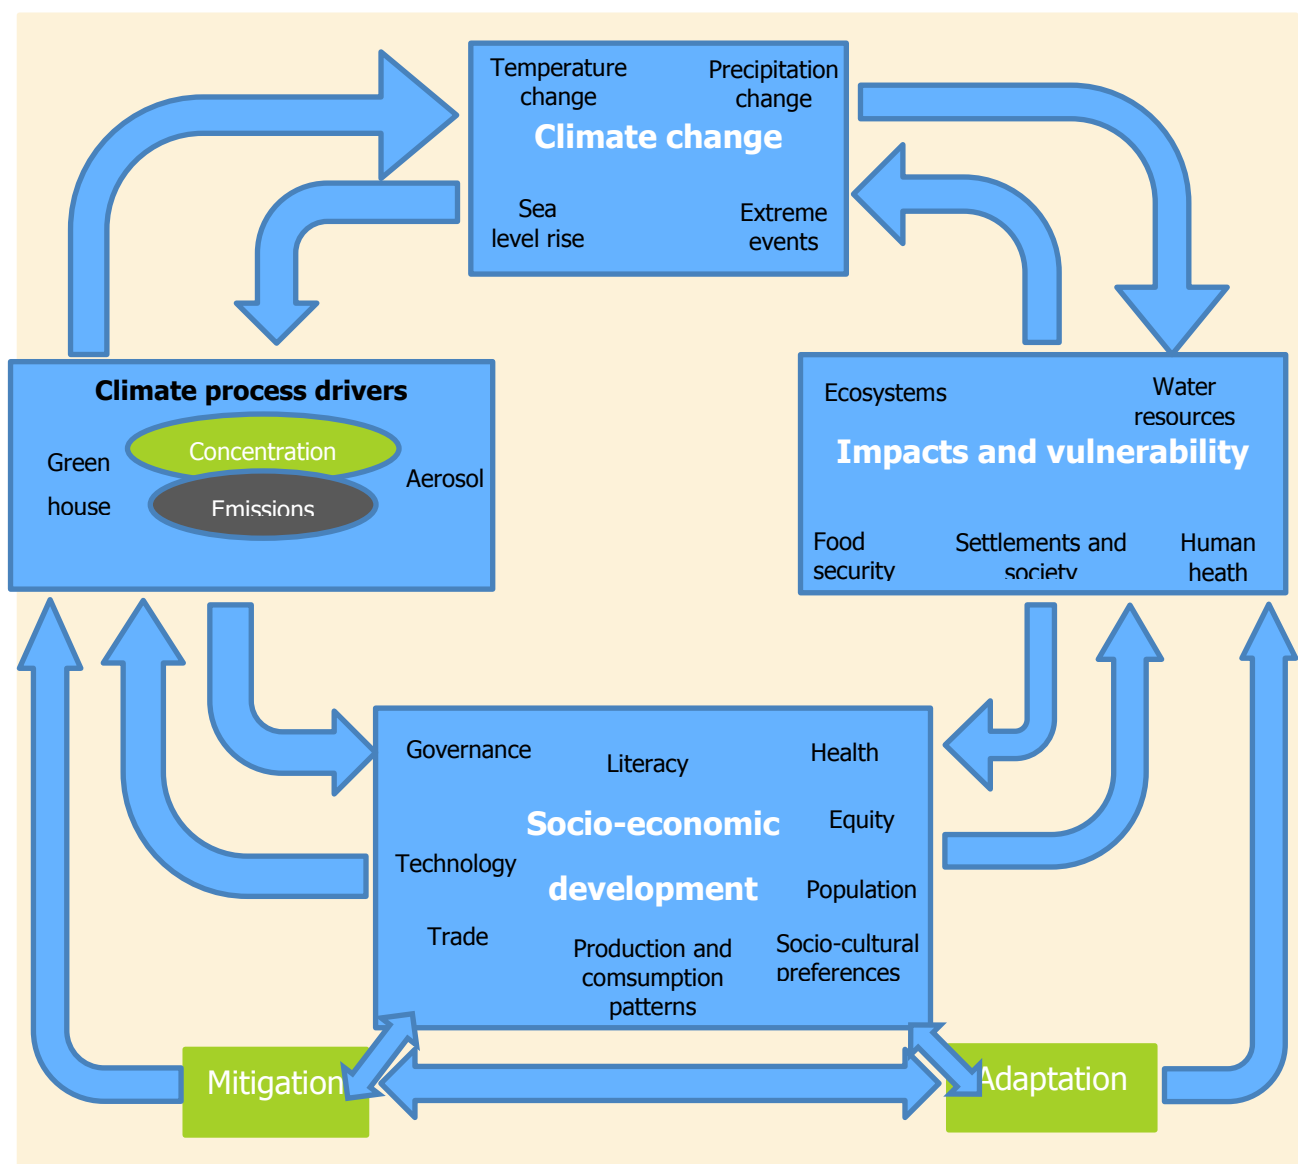 Temperature
change
Precipitation
change
Climate change
Sea
level rise
Extreme
events
Climate process drivers
Concentration
Green
house
Aerosol
Emissions
Ecosystems
Water
resources
Impacts and vulnerability
Food
security
Settlements and
society
Human
heath
Governance
Literacy
Health
Socio-economic
development
Equity
Technology
Population
Trade
Production and
comsumption
patterns
Socio-cultural
preferences
Mitigation
Adaptation